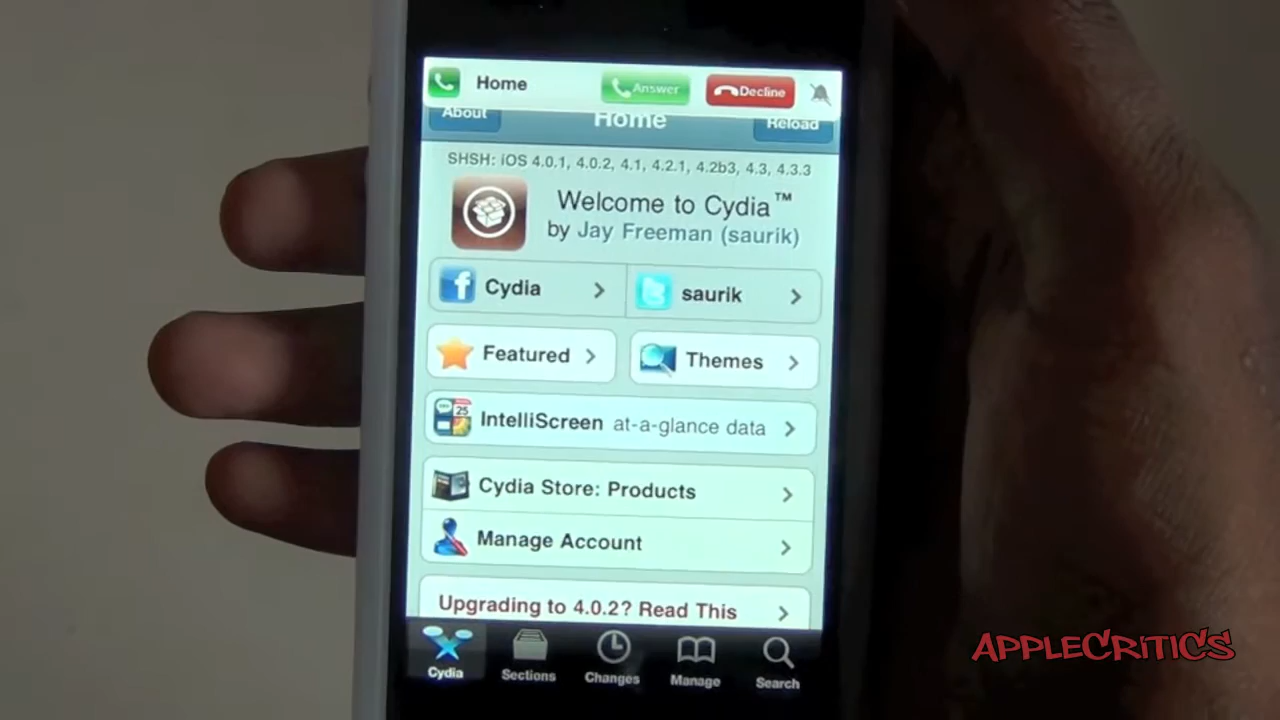 Home Answer Decline
About Home Reload
SHSH: iOS 4.0.1, 4.0.2, 4.1, 4.2.1, 4.2b3, 4.3, 4.3.3
Welcome to Cydia™
by Jay Freeman (saurik)
Cydia saurik
Featured Themes
IntelliScreen at-a-glance data
25
Cydia Store: Products
Manage Account
Upgrading to 4.0.2? Read This
Cydia Sections Changes Manage Search
APPLECRITICS